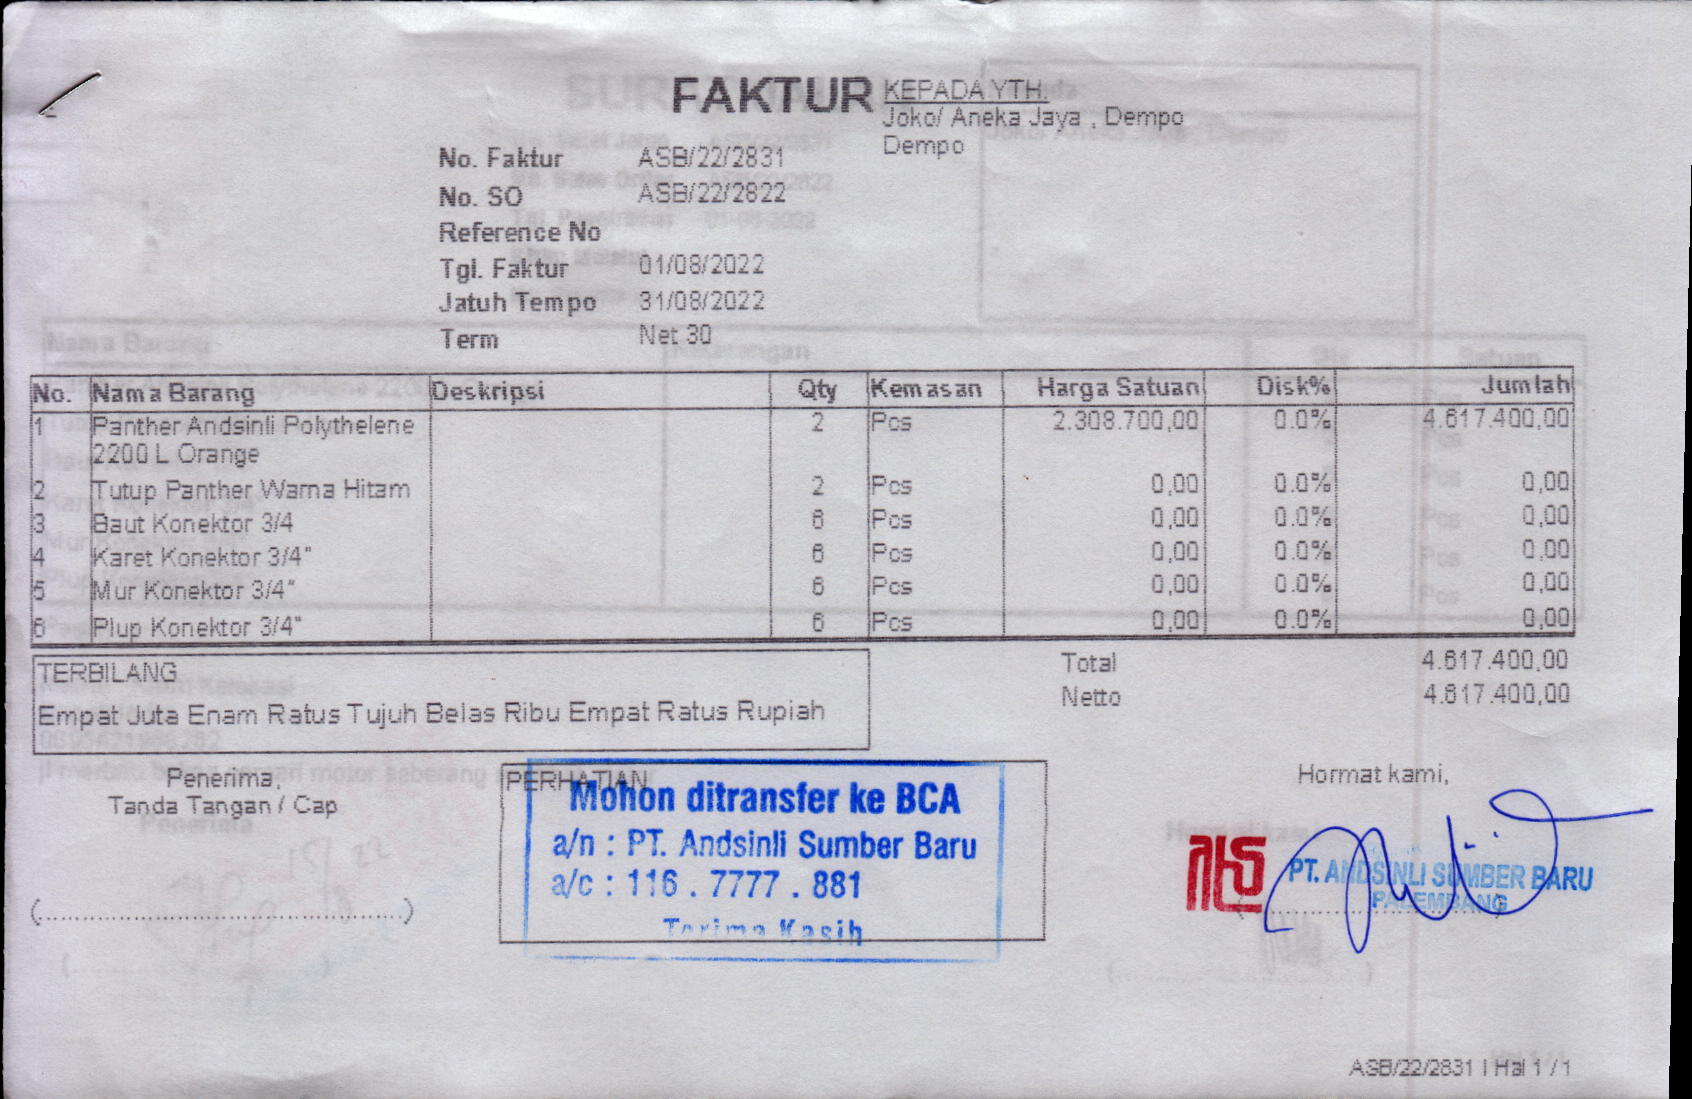 FAKTUR
KEPADA YTH.
Joko/ Aneka Jaya , Dempo
Dempo
No. Faktur ASB/22/2831
No. SO ASB/22/2822
Reference No
Tgl. Faktur 01/08/2022
Jatuh Tempo 31/08/2022
Term Net 30
No. Nama Barang Deskripsi Qty Kemasan Harga Satuan Disk% Jumlah
1 Panther Andsinli Polythelene 2 Pcs 2.308.700,00 0.0% 4.617.400,00
2200 L Orange
2 Tutup Panther Warna Hitam 2 Pcs 0,00 0.0% 0,00
3 Baut Konektor 3/4 6 Pcs 0,00 0.0% 0,00
4 Karet Konektor 3/4" 6 Pcs 0,00 0.0% 0,00
5 Mur Konektor 3/4" 6 Pcs 0,00 0.0% 0,00
6 Plup Konektor 3/4" 6 Pcs 0,00 0.0% 0,00
TERBILANG
Empat Juta Enam Ratus Tujuh Belas Ribu Empat Ratus Rupiah
Total 4.617.400,00
Netto 4.617.400,00
Penerima,
Tanda Tangan / Cap
(........................................................)
PERHATIAN
Mohon ditransfer ke BCA
a/n : PT. Andsinli Sumber Baru
a/c : 116 . 7777 . 881
Terima Kasih
Hormat kami,
PT. ANDSINLI SUMBER BARU
PALEMBANG
ASB/22/2831 | Hal 1 / 1